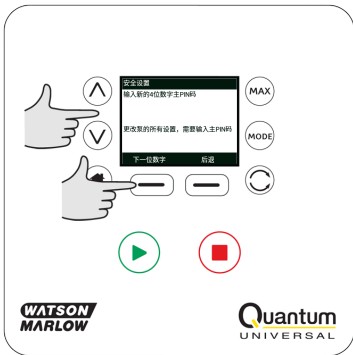 安全设置
输入新的4位数字主PIN码
更改泵的所有设置，需要输入主PIN码
下一位数字 后退
MAX
MODE
WATSON
MARLOW
Quantum
UNIVERSAL